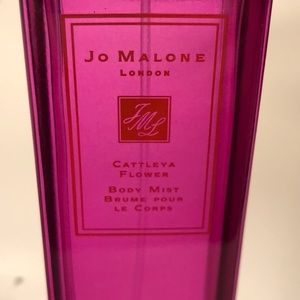 Jo Malone
London
JML
Cattleya
Flower
Body Mist
Brume pour
le Corps